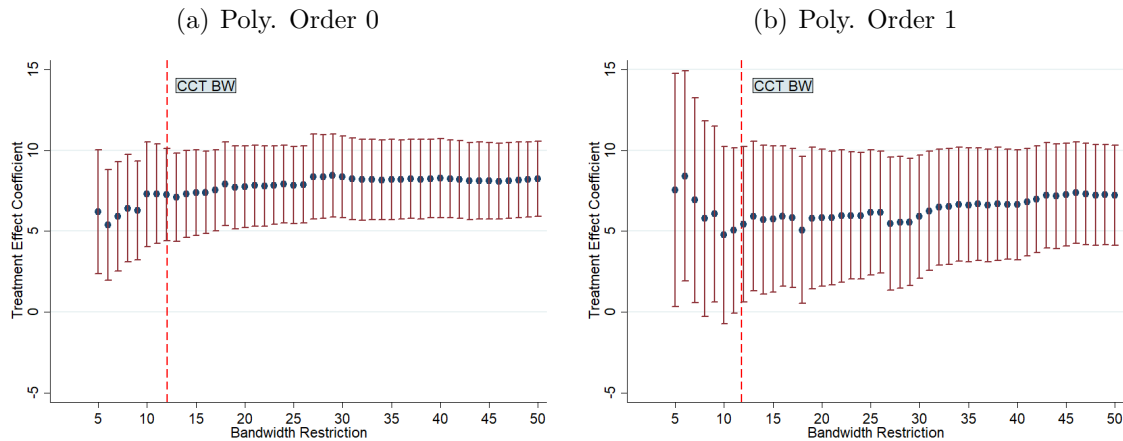 (a) Poly. Order 0
15
10
5
0
-5
Treatment Effect Coefficient
CCT BW
5 10 15 20 25 30 35 40 45 50
Bandwidth Restriction
(b) Poly. Order 1
15
10
5
0
-5
Treatment Effect Coefficient
CCT BW
5 10 15 20 25 30 35 40 45 50
Bandwidth Restriction